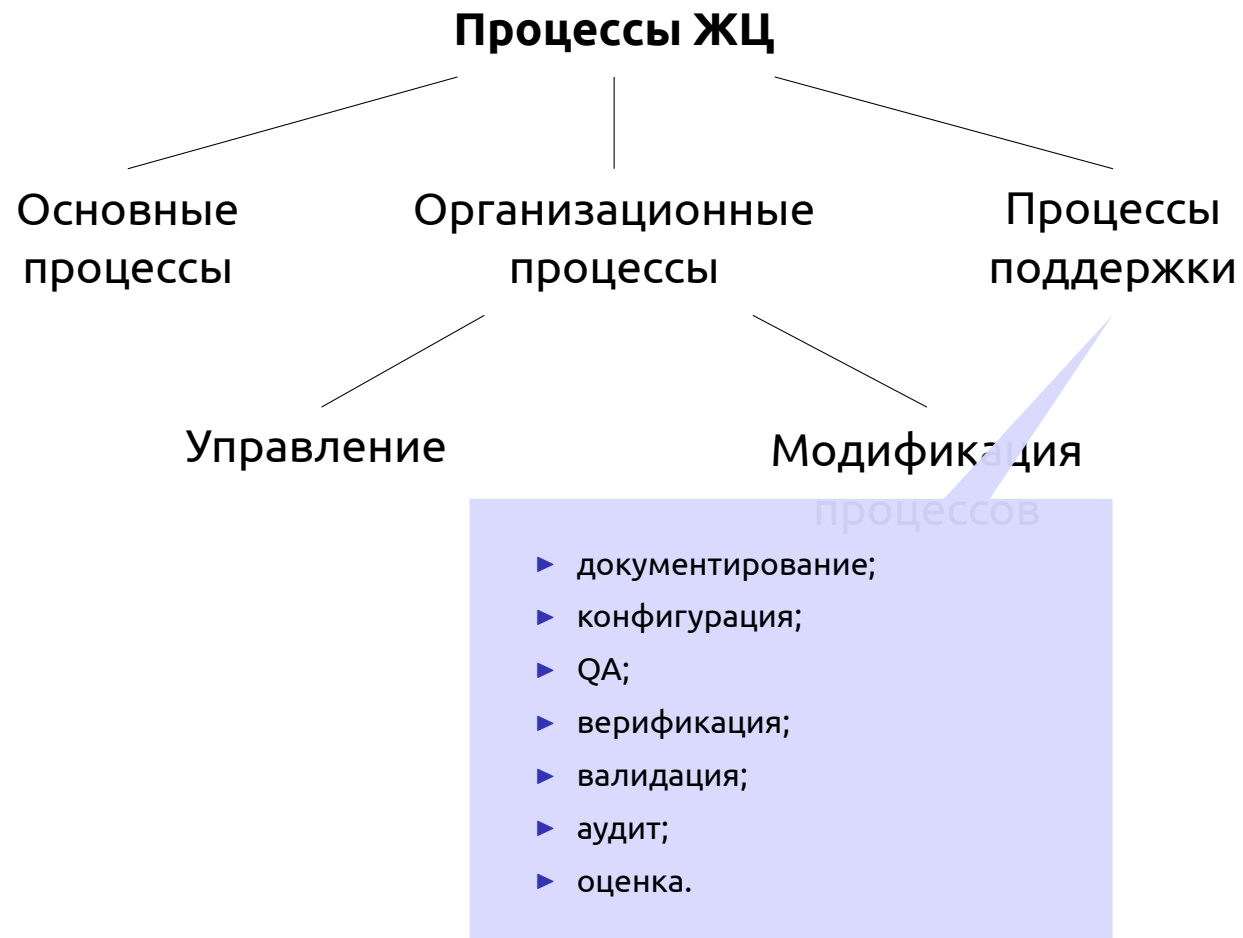 Процессы ЖЦ
Основные
процессы
Организационные
процессы
Процессы
поддержки
Управление
Модификация
процессов
► документирование;
► конфигурация;
► QA;
► верификация;
► валидация;
► аудит;
► оценка.